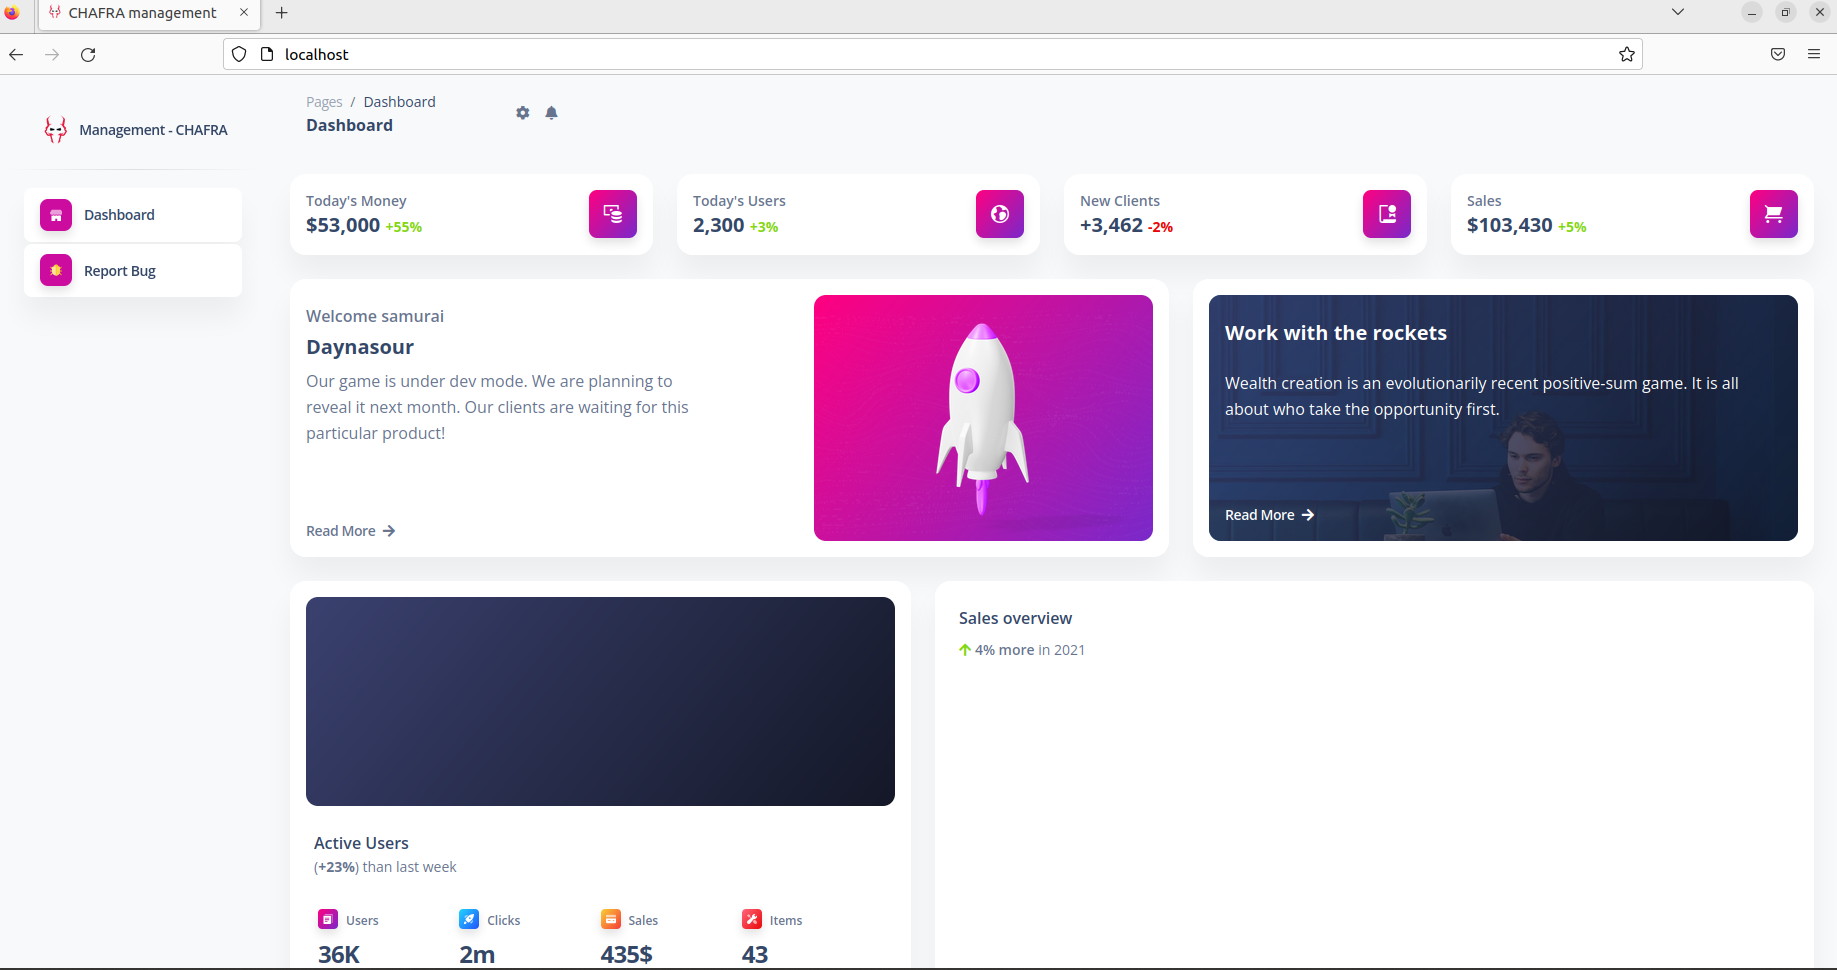 CHAFRA management
localhost
Management - CHAFRA
Dashboard
Report Bug
Pages / Dashboard
Dashboard
Today's Money
$53,000 +55%
Today's Users
2,300 +3%
New Clients
+3,462 -2%
Sales
$103,430 +5%
Welcome samurai
Daynasour
Our game is under dev mode. We are planning to
reveal it next month. Our clients are waiting for this
particular product!
Read More
Work with the rockets
Wealth creation is an evolutionarily recent positive-sum game. It is all
about who take the opportunity first.
Read More
Active Users
(+23%) than last week
Users
36K
Clicks
2m
Sales
435$
Items
43
Sales overview
4% more in 2021